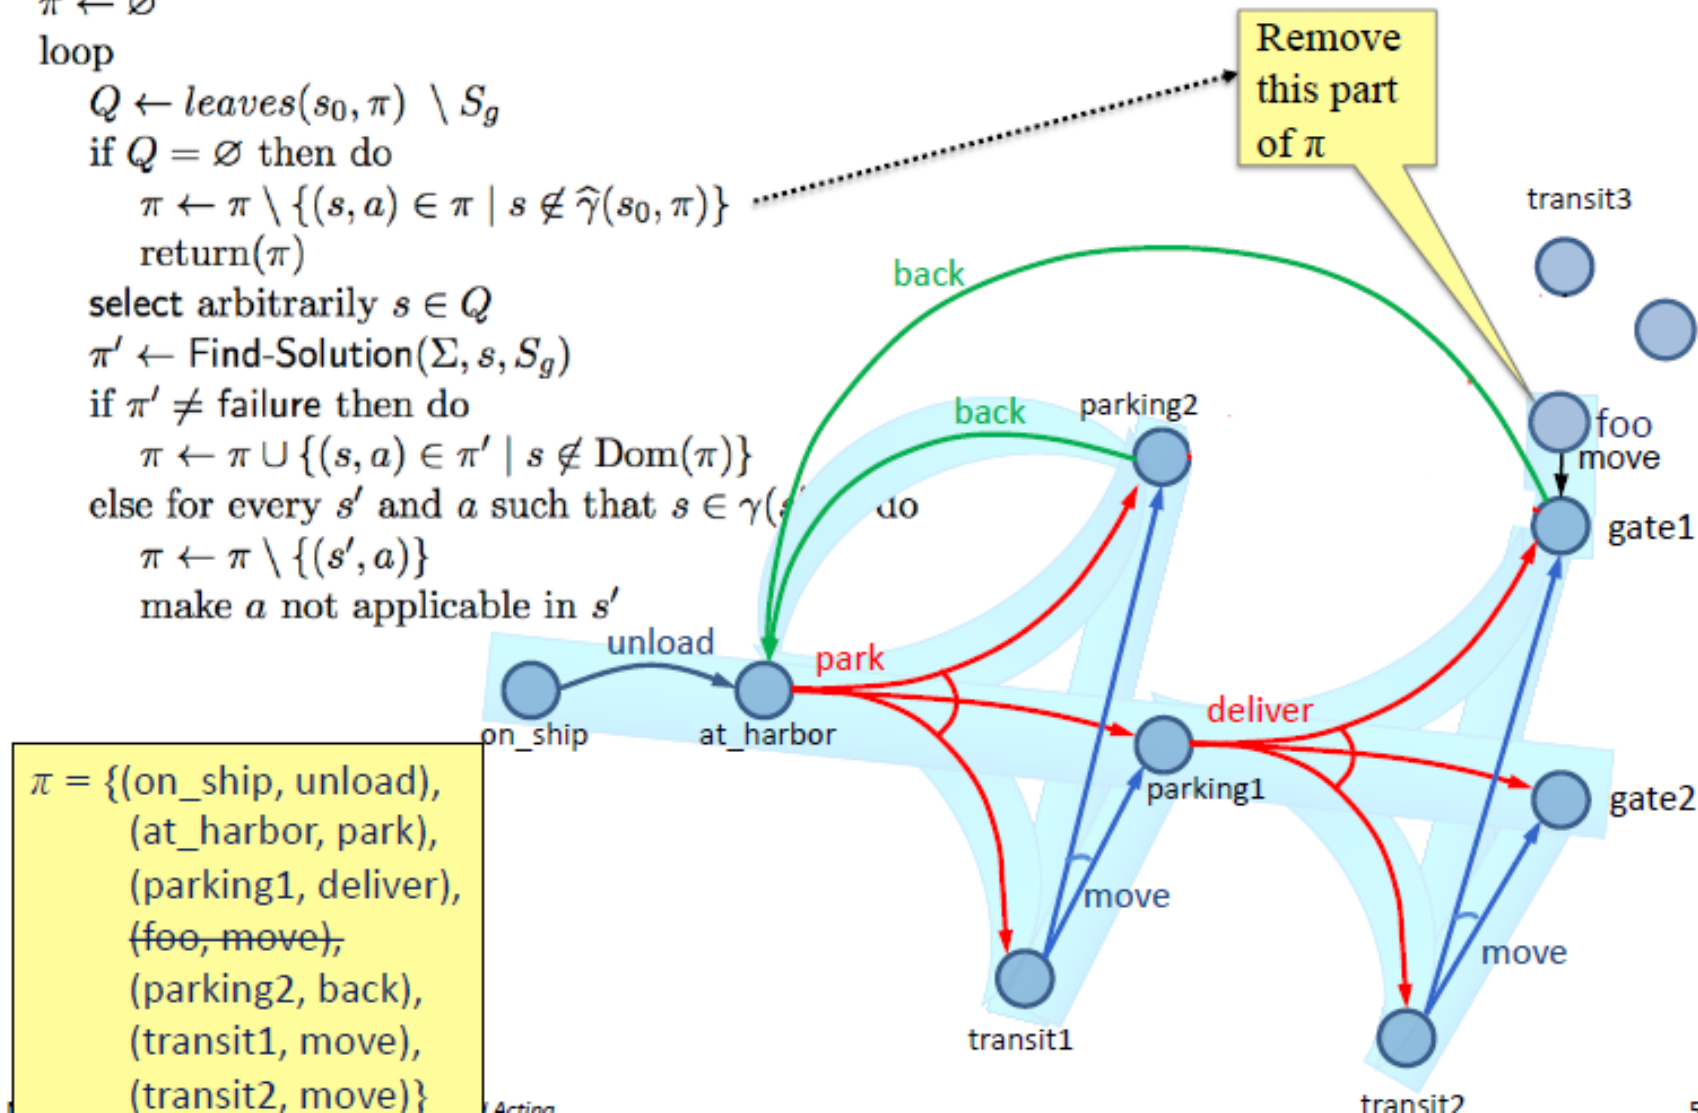 π ← ∅
loop
Q ← leaves(s₀, π) \ S_g
if Q = ∅ then do
π ← π \ {(s, a) ∈ π | s ∉ γ̂(s₀, π)}
return(π)
select arbitrarily s ∈ Q
π′ ← Find-Solution(Σ, s, S_g)
if π′ ≠ failure then do
π ← π ∪ {(s, a) ∈ π′ | s ∉ Dom(π)}
else for every s′ and a such that s ∈ γ( do
π ← π \ {(s′, a)}
make a not applicable in s′
Remove
this part
of π
transit3
back
back
parking2
foo
move
gate1
unload
park
on_ship
at_harbor
deliver
parking1
gate2
move
move
transit1
transit2
π = {(on_ship, unload),
(at_harbor, park),
(parking1, deliver),
(foo, move),
(parking2, back),
(transit1, move),
(transit2, move)}
Acting
5